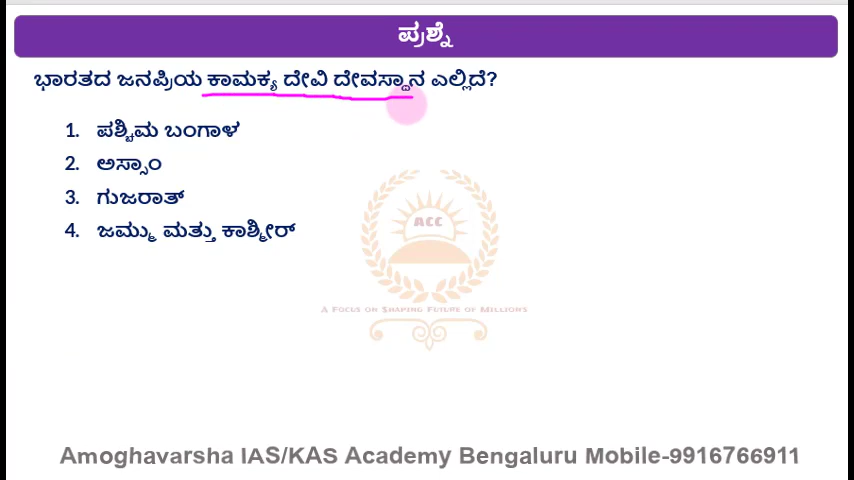 ಪ್ರಶ್ನೆ
ಭಾರತದ ಜನಪ್ರಿಯ ಕಾಮಕ್ಯ ದೇವಿ ದೇವಸ್ಥಾನ ಎಲ್ಲಿದೆ?
1. ಪಶ್ಚಿಮ ಬಂಗಾಳ
2. ಅಸ್ಸಾಂ
3. ಗುಜರಾತ್
4. ಜಮ್ಮು ಮತ್ತು ಕಾಶ್ಮೀರ್
ACC
A Focus on Shaping Future of Millions
Amoghavarsha IAS/KAS Academy Bengaluru Mobile-9916766911